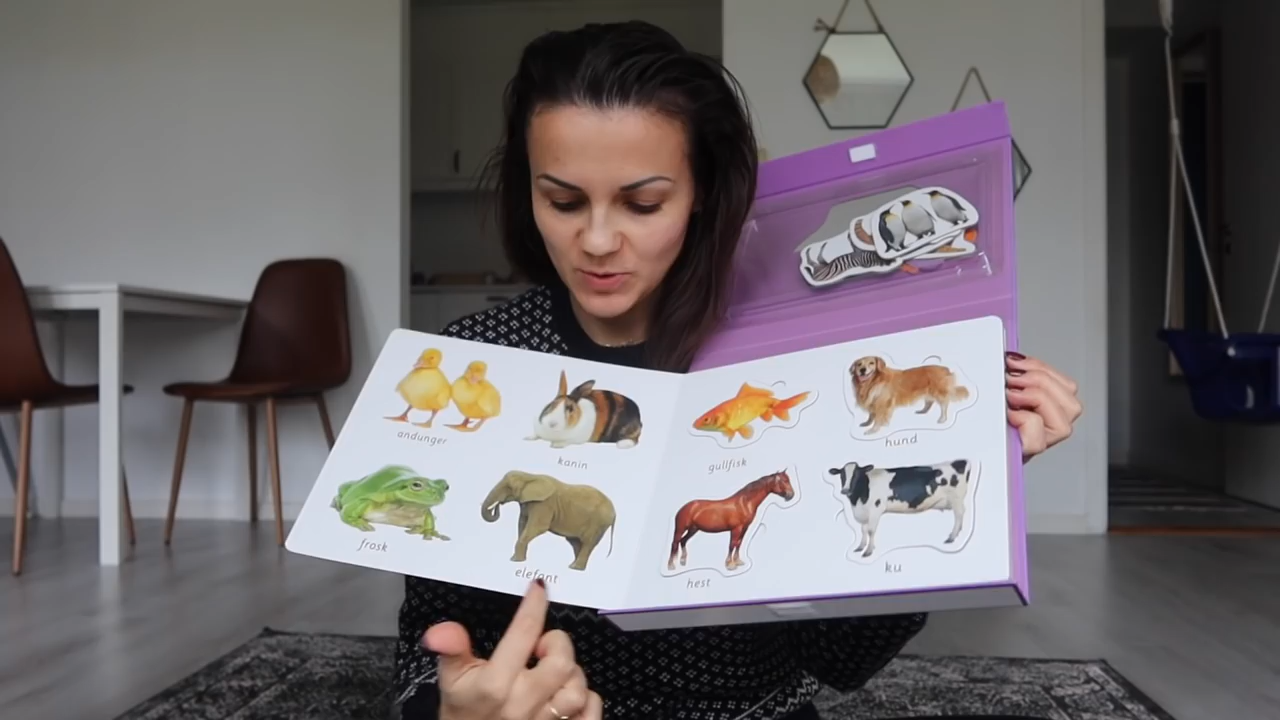 andunger
kanin
frosk
elefant
gullfisk
hund
hest
ku